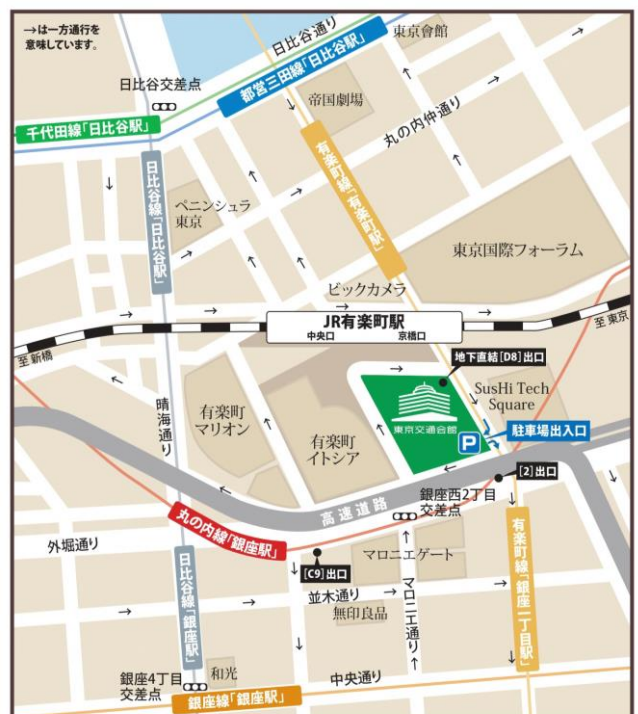 →は一方通行を
意味しています。
日比谷通り
東京會館
都営三田線「日比谷駅」
日比谷交差点
帝国劇場
千代田線「日比谷駅」
丸の内仲通り
有楽町線「有楽町駅」
日比谷線「日比谷駅」
ペニンシュラ
東京
東京国際フォーラム
ビックカメラ
JR有楽町駅
中央口
京橋口
至東京
至新橋
地下直結[D8]出口
SusHi Tech
Square
晴海通り
有楽町
マリオン
有楽町
イトシア
東京交通会館
P
駐車場出入口
[2]出口
高速道路
銀座西2丁目
交差点
丸の内線「銀座駅」
外堀通り
有楽町線「銀座一丁目駅」
日比谷線「銀座駅」
[C9]出口
マロニエゲート
並木通り
マロニエ通り
無印良品
銀座4丁目
交差点
和光
中央通り
銀座線「銀座駅」